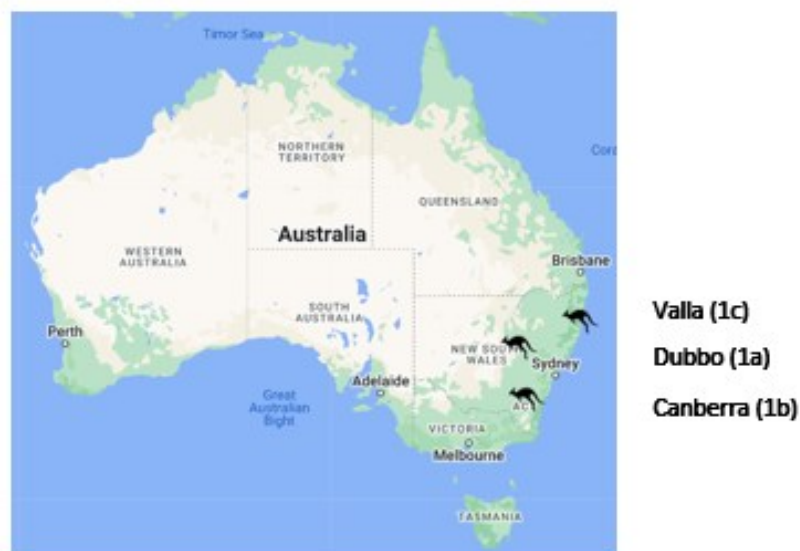 Timor Sea
NORTHERN
TERRITORY
QUEENSLAND
Australia
WESTERN
AUSTRALIA
Brisbane
SOUTH
AUSTRALIA
Valla (1c)
Perth
NEW SOUTH
WALES
Sydney
Dubbo (1a)
Adelaide
Great
Australian
Bight
ACT
Canberra (1b)
VICTORIA
Melbourne
TASMANIA